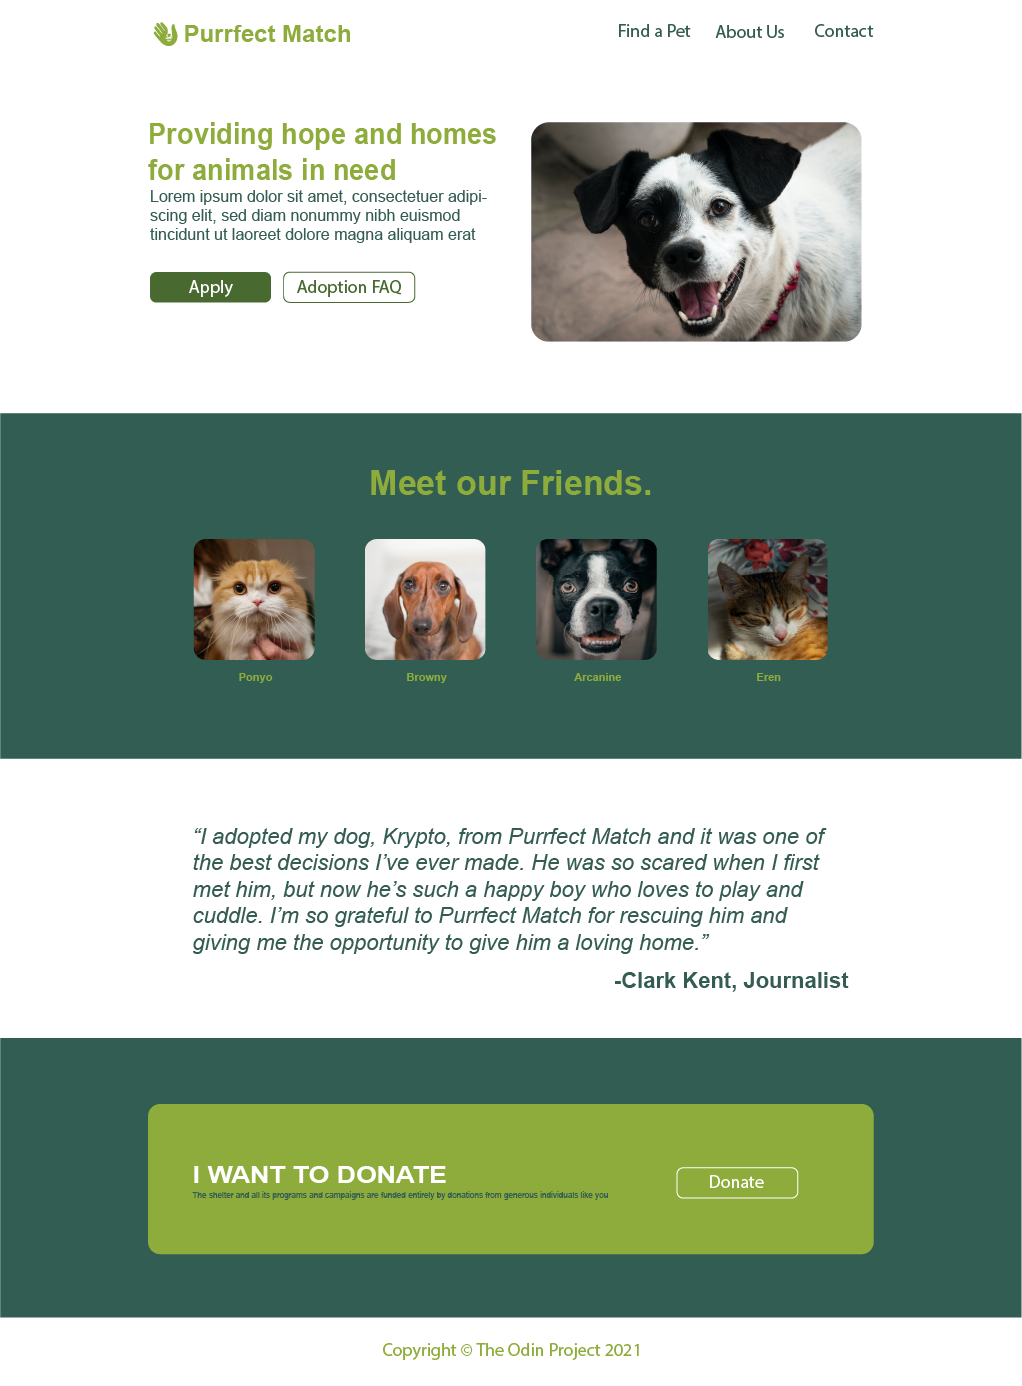 Purrfect Match
Find a Pet
About Us
Contact
Providing hope and homes
for animals in need
Lorem ipsum dolor sit amet, consectetuer adipi-
scing elit, sed diam nonummy nibh euismod
tincidunt ut laoreet dolore magna aliquam erat
Apply
Adoption FAQ
Meet our Friends.
Ponyo
Browny
Arcanine
Eren
“I adopted my dog, Krypto, from Purrfect Match and it was one of
the best decisions I’ve ever made. He was so scared when I first
met him, but now he’s such a happy boy who loves to play and
cuddle. I’m so grateful to Purrfect Match for rescuing him and
giving me the opportunity to give him a loving home.”
-Clark Kent, Journalist
I WANT TO DONATE
The shelter and all its programs and campaigns are funded entirely by donations from generous individuals like you
Donate
Copyright © The Odin Project 2021